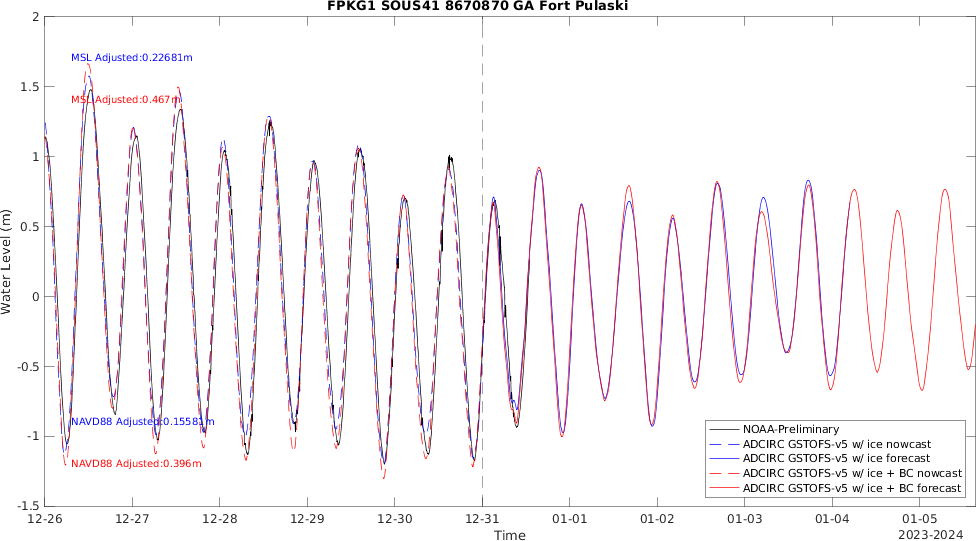 FPKG1 SOUS41 8670870 GA Fort Pulaski
2
1.5
1
0.5
0
-0.5
-1
-1.5
Water Level (m)
MSL Adjusted:0.22681m
MSL Adjusted:0.467m
NAVD88 Adjusted:0.15581m
NAVD88 Adjusted:0.396m
NOAA-Preliminary
ADCIRC GSTOFS-v5 w/ ice nowcast
ADCIRC GSTOFS-v5 w/ ice forecast
ADCIRC GSTOFS-v5 w/ ice + BC nowcast
ADCIRC GSTOFS-v5 w/ ice + BC forecast
12-26 12-27 12-28 12-29 12-30 12-31 01-01 01-02 01-03 01-04 01-05
Time
2023-2024